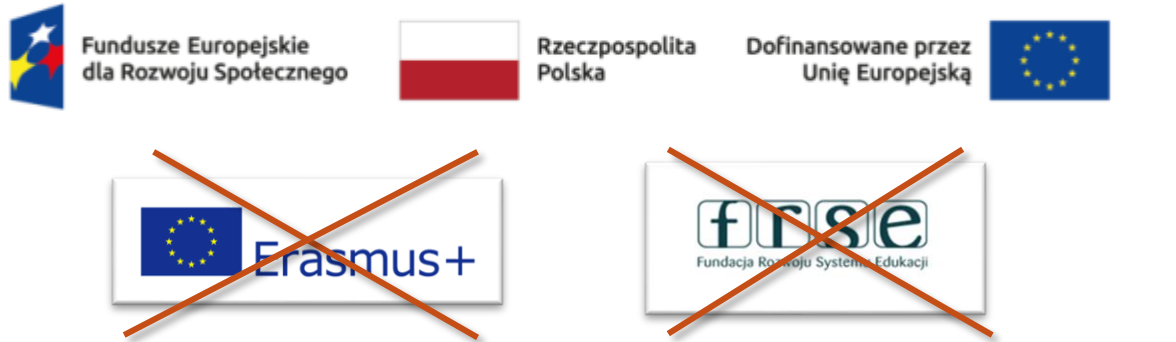 Fundusze Europejskie
dla Rozwoju Społecznego
Rzeczpospolita
Polska
Dofinansowane przez
Unię Europejską
Erasmus+
frse
Fundacja Rozwoju Systemu Edukacji